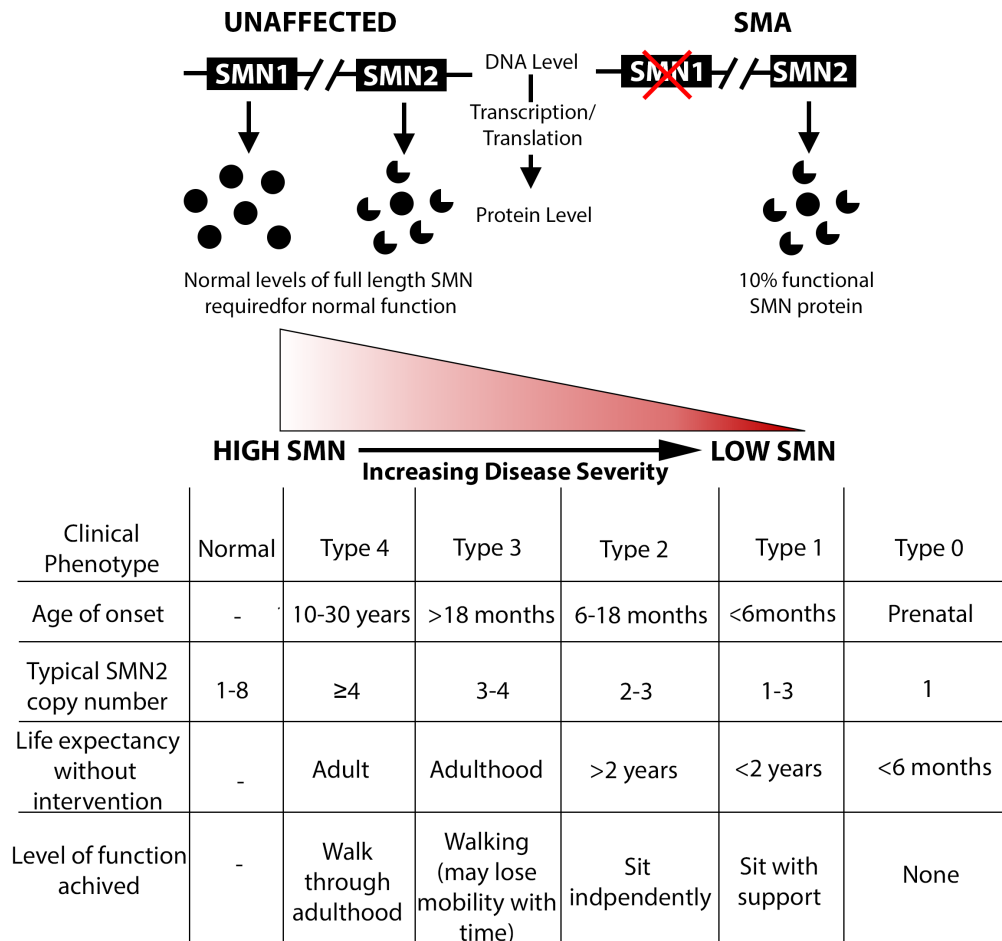 UNAFFECTED
SMA
SMN1
SMN2
DNA Level
SMN1
SMN2
Transcription/
Translation
Protein Level
Normal levels of full length SMN
requiredfor normal function
10% functional
SMN protein
HIGH SMN
LOW SMN
Increasing Disease Severity
Clinical
Phenotype
Normal
Type 4
Type 3
Type 2
Type 1
Type 0
Age of onset
-
10-30 years
>18 months
6-18 months
<6months
Prenatal
Typical SMN2
copy number
1-8
≥4
3-4
2-3
1-3
1
Life expectancy
without
intervention
-
Adult
Adulthood
>2 years
<2 years
<6 months
Level of function
achived
-
Walk
through
adulthood
Walking
(may lose
mobility with
time)
Sit
indpendently
Sit with
support
None